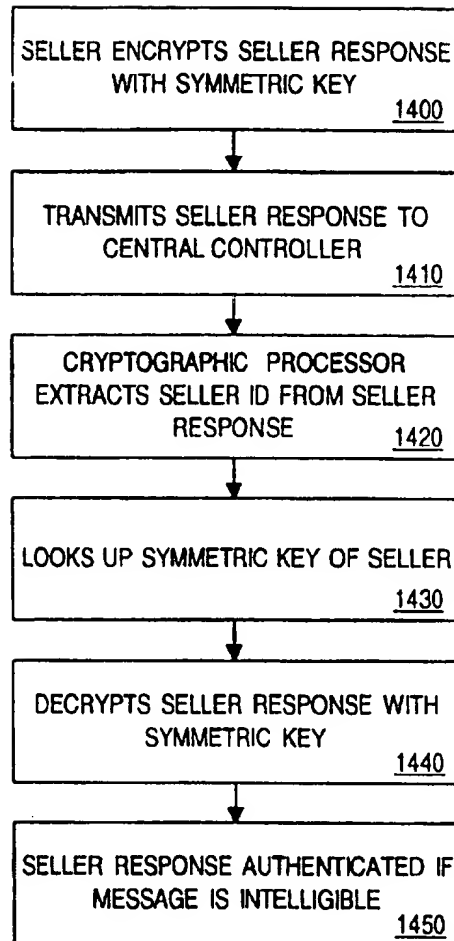 SELLER ENCRYPTS SELLER RESPONSE
WITH SYMMETRIC KEY
1400
TRANSMITS SELLER RESPONSE TO
CENTRAL CONTROLLER
1410
CRYPTOGRAPHIC PROCESSOR
EXTRACTS SELLER ID FROM SELLER
RESPONSE
1420
LOOKS UP SYMMETRIC KEY OF SELLER
1430
DECRYPTS SELLER RESPONSE WITH
SYMMETRIC KEY
1440
SELLER RESPONSE AUTHENTICATED IF
MESSAGE IS INTELLIGIBLE
1450